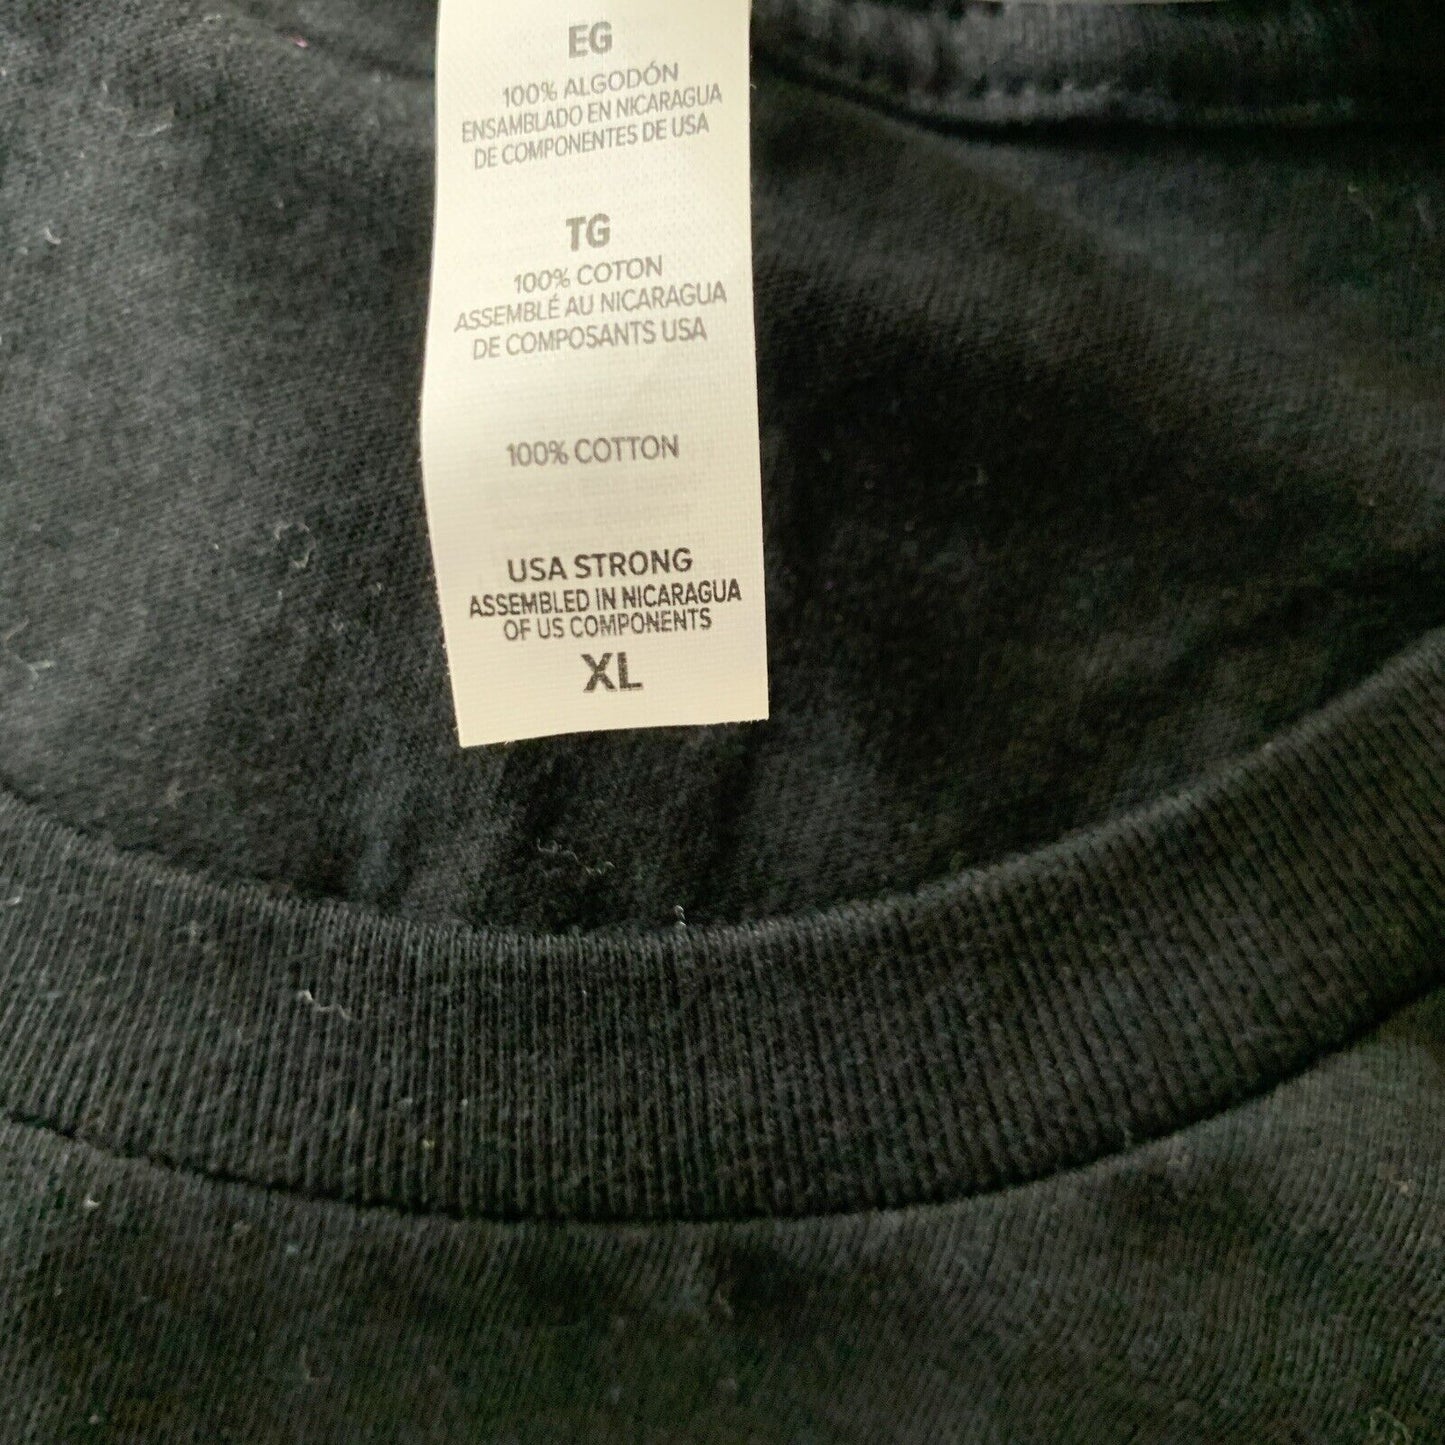 EG
100% ALGODÓN
ENSAMBLADO EN NICARAGUA
DE COMPONENTES DE USA
TG
100% COTON
ASSEMBLÉ AU NICARAGUA
DE COMPOSANTS USA
100% COTTON
USA STRONG
ASSEMBLED IN NICARAGUA
OF US COMPONENTS
XL